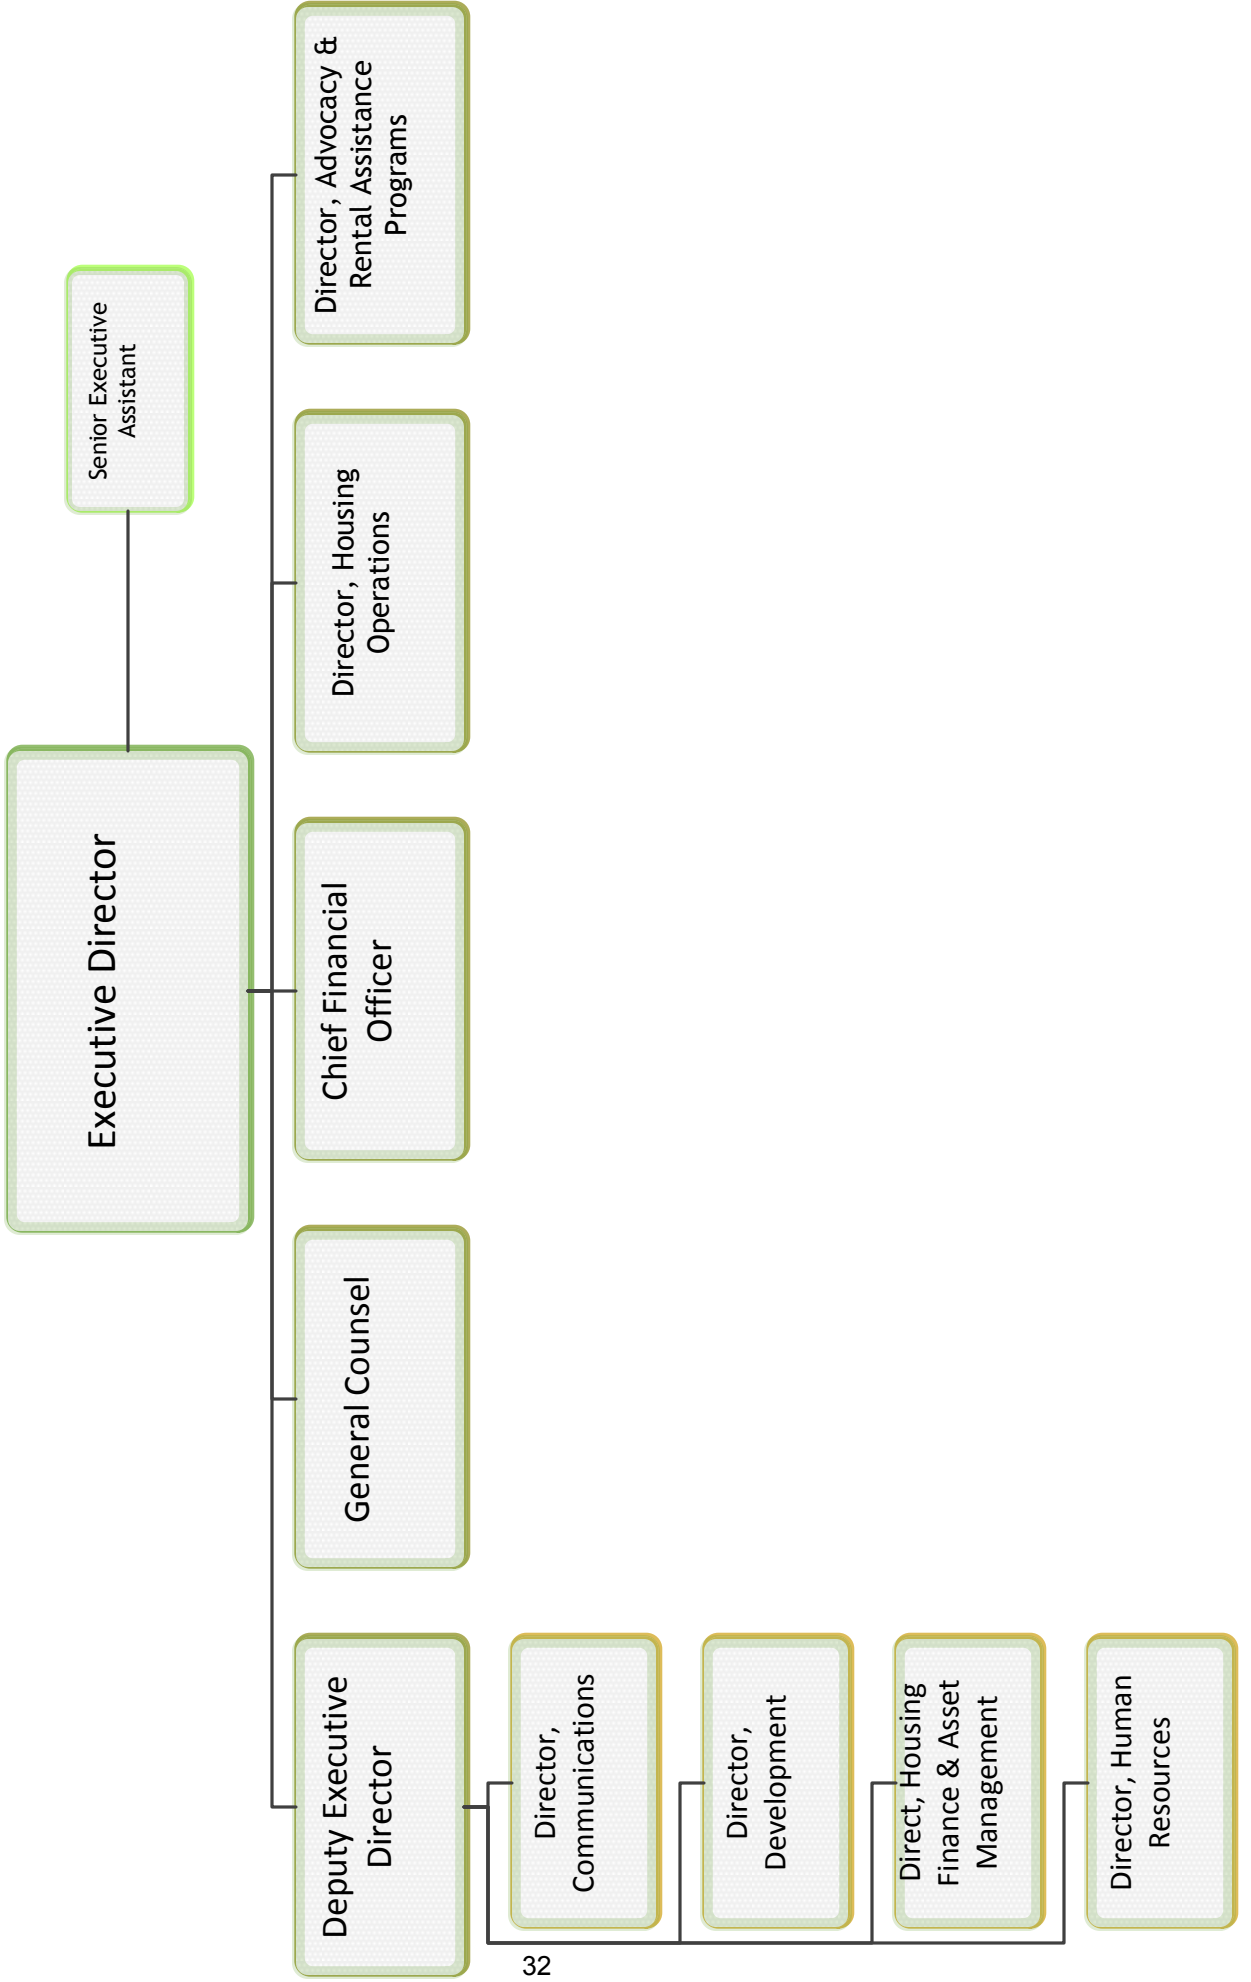 Executive Director
Senior Executive
Assistant
Deputy Executive
Director
General Counsel
Chief Financial
Officer
Director, Housing
Operations
Director, Advocacy &
Rental Assistance
Programs
Director,
Communications
Director,
Development
Direct, Housing
Finance & Asset
Management
Director, Human
Resources
32